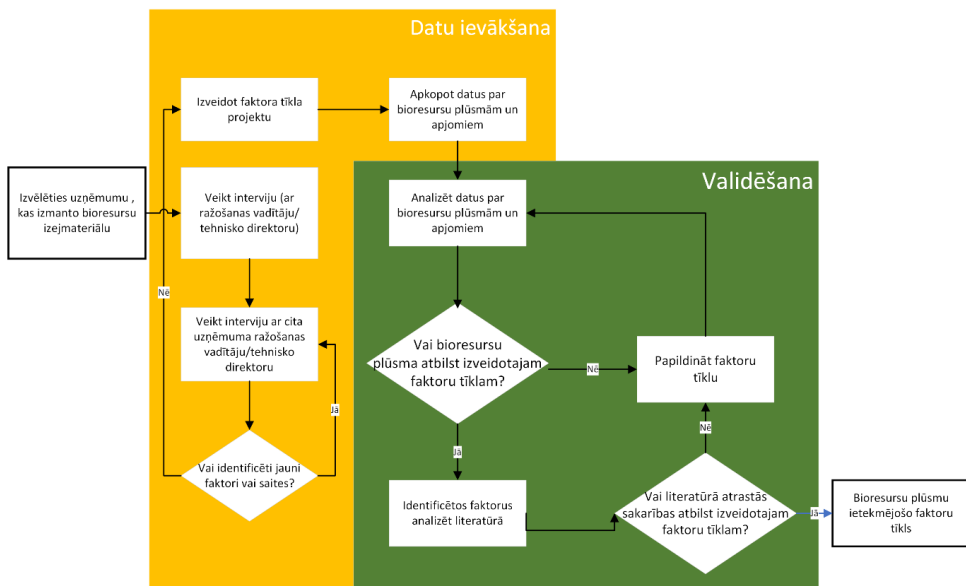 Datu ievākšana
Izveidot faktora tīkla
projektu
Apkopot datus par
bioresursu plūsmām un
apjomiem
Validēšana
Izvēlēties uzņēmumu ,
kas izmanto bioresursu
izejmateriālu
Veikt interviju (ar
ražošanas vadītāju/
tehnisko direktoru)
Analizēt datus par
bioresursu plūsmām un
apjomiem
Nē
Veikt interviju ar cita
uzņēmuma ražošanas
vadītāju/tehnisko
direktoru
Jā
Vai bioresursu
plūsma atbilst izveidotajam
faktoru tīklam?
Nē
Papildināt faktoru
tīklu
Nē
Jā
Vai identificēti jauni
faktori vai saites?
Identificētos faktorus
analizēt literatūrā
Vai literatūrā atrastās
sakarības atbilst izveidotajam
faktoru tīklam?
Jā
Bioresursu plūsmu
ietekmējošo faktoru
tīkls